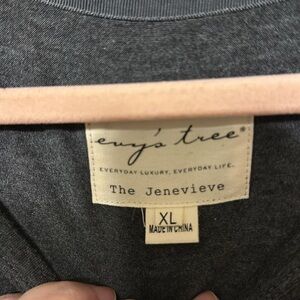 evy's tree®
EVERYDAY LUXURY, EVERYDAY LIFE.
The Jenevieve
XL
MADE IN CHINA